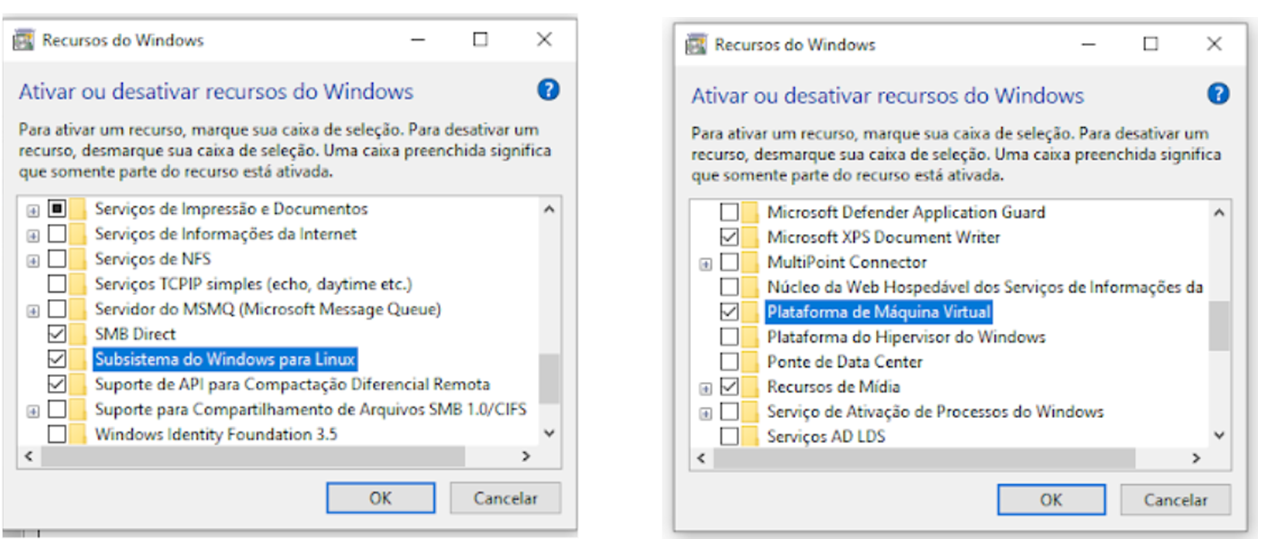 Recursos do Windows
Ativar ou desativar recursos do Windows
Para ativar um recurso, marque sua caixa de seleção. Para desativar um
recurso, desmarque sua caixa de seleção. Uma caixa preenchida significa
que somente parte do recurso está ativada.
Serviços de Impressão e Documentos
Serviços de Informações da Internet
Serviços de NFS
Serviços TCPIP simples (echo, daytime etc.)
Servidor do MSMQ (Microsoft Message Queue)
SMB Direct
Subsistema do Windows para Linux
Suporte de API para Compactação Diferencial Remota
Suporte para Compartilhamento de Arquivos SMB 1.0/CIFS
Windows Identity Foundation 3.5
OK
Cancelar
Recursos do Windows
Ativar ou desativar recursos do Windows
Para ativar um recurso, marque sua caixa de seleção. Para desativar um
recurso, desmarque sua caixa de seleção. Uma caixa preenchida significa
que somente parte do recurso está ativada.
Microsoft Defender Application Guard
Microsoft XPS Document Writer
MultiPoint Connector
Núcleo da Web Hospedável dos Serviços de Informações da
Plataforma de Máquina Virtual
Plataforma do Hipervisor do Windows
Ponte de Data Center
Recursos de Mídia
Serviço de Ativação de Processos do Windows
Serviços AD LDS
OK
Cancelar